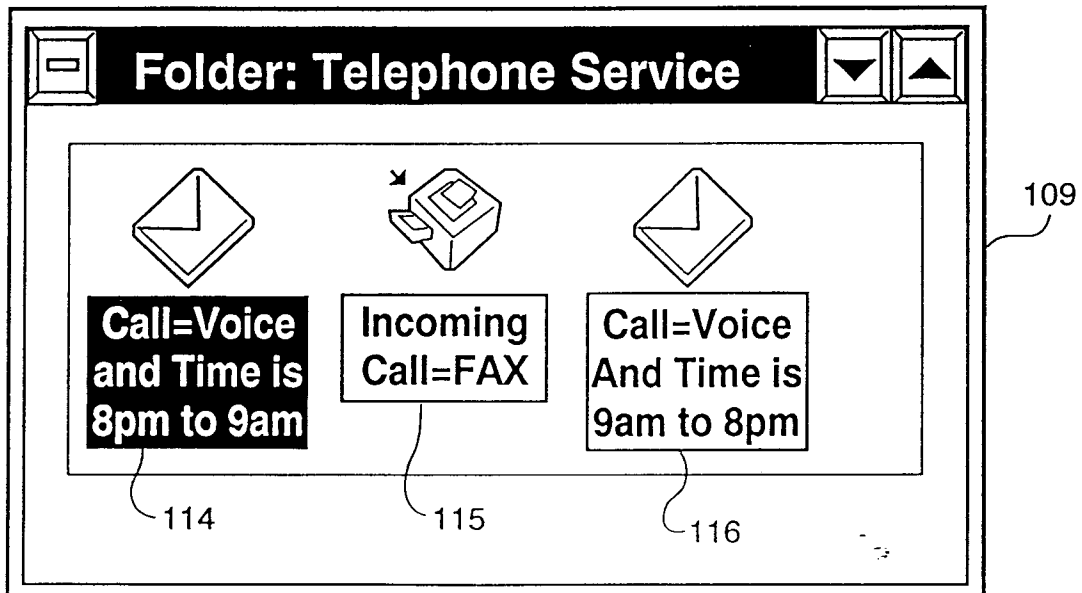 Folder: Telephone Service
109
Call=Voice
and Time is
8pm to 9am
Incoming
Call=FAX
Call=Voice
And Time is
9am to 8pm
114
115
116